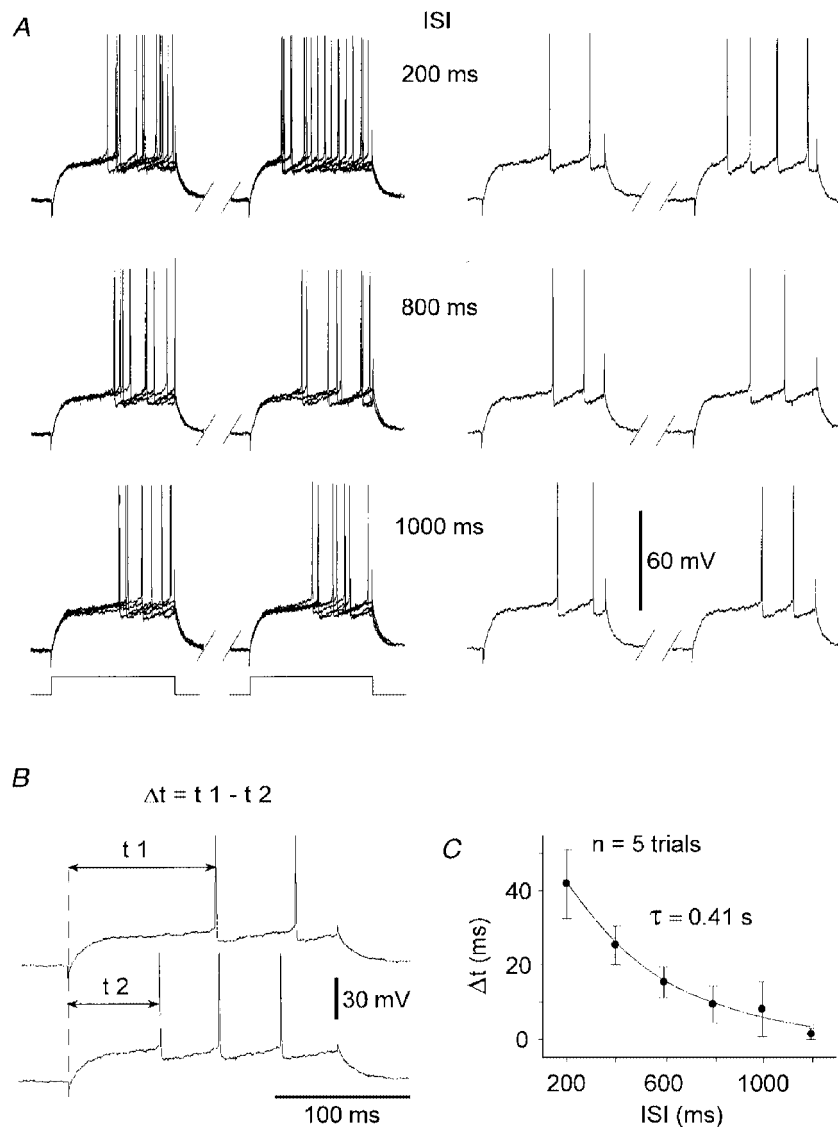 A
ISI
200 ms
800 ms
1000 ms
60 mV
B
Δt = t 1 - t 2
t 1
t 2
30 mV
100 ms
C
n = 5 trials
τ = 0.41 s
Δt (ms)
40
20
0
200 600 1000
ISI (ms)